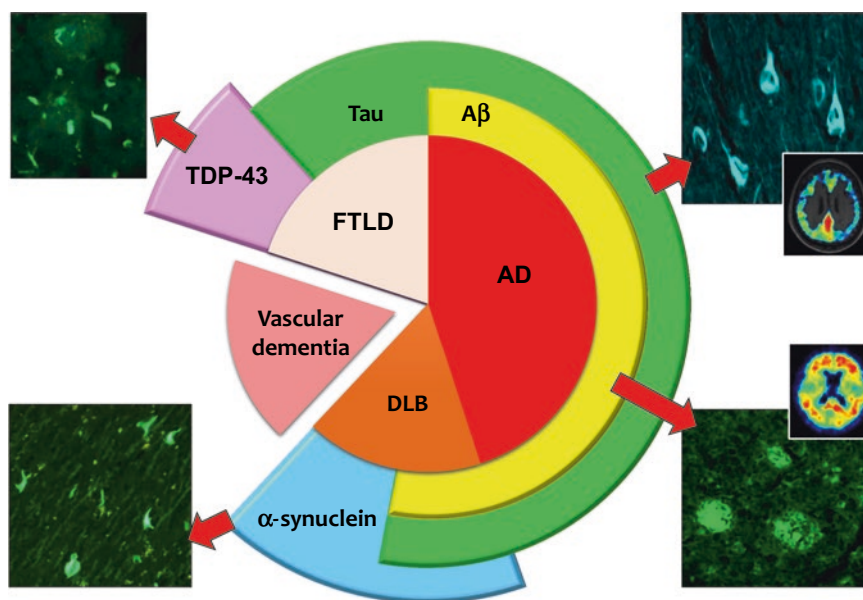 Tau
Aβ
TDP-43
FTLD
AD
Vascular
dementia
DLB
α-synuclein